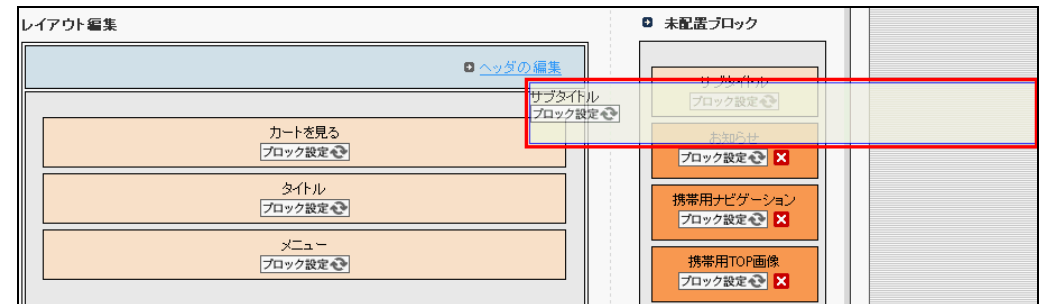 レイアウト編集
ヘッダの編集
カートを見る
ブロック設定
タイトル
ブロック設定
メニュー
ブロック設定
未配置ブロック
サブタイトル
ブロック設定
サブタイトル
ブロック設定
お知らせ
ブロック設定
携帯用ナビゲーション
ブロック設定
携帯用TOP画像
ブロック設定